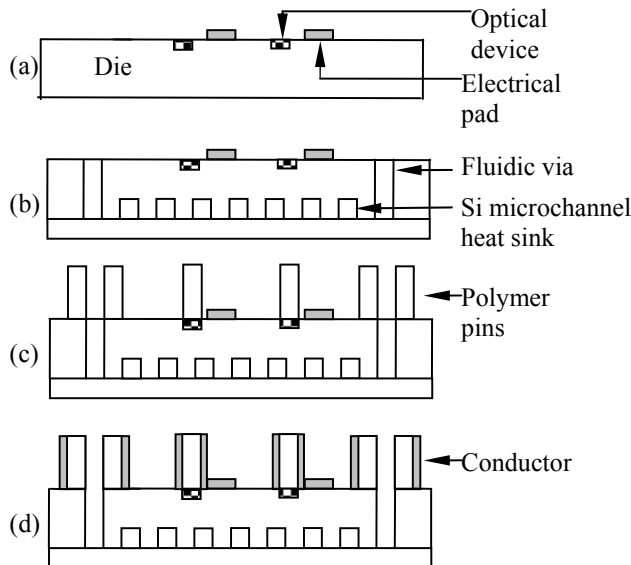 Optical
device
(a)
Die
Electrical
pad
Fluidic via
(b)
Si microchannel
heat sink
Polymer
pins
(c)
Conductor
(d)